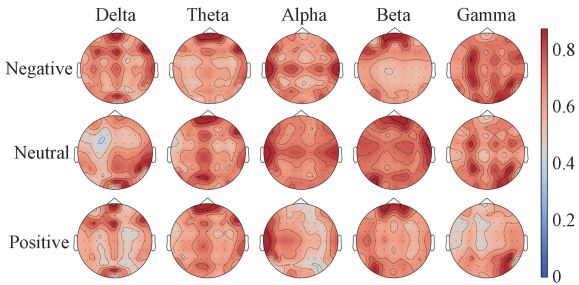 Delta Theta Alpha Beta Gamma
Negative
Neutral
Positive
0.8
0.6
0.4
0.2
0